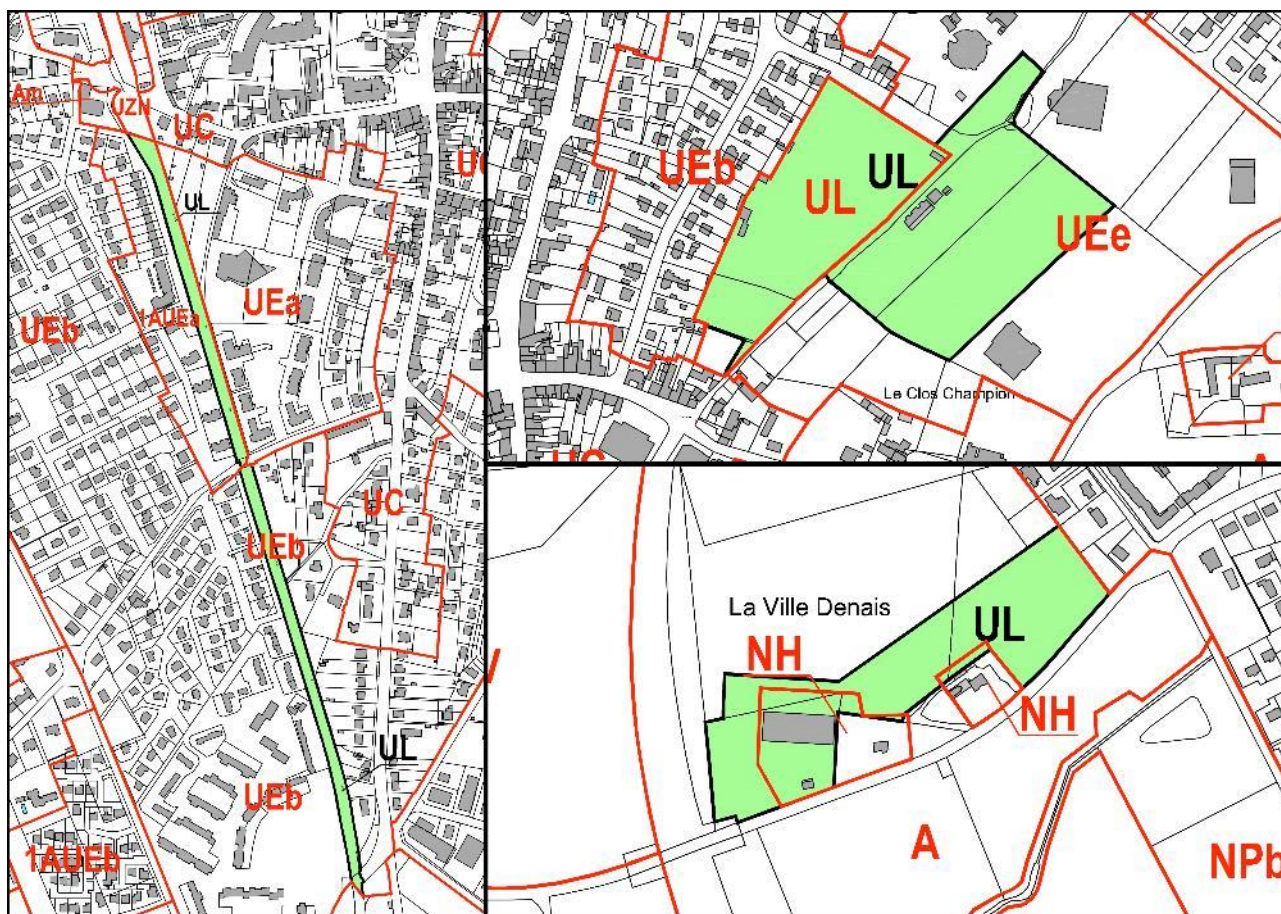 Am
UZH
UC
UL
UEa
1AUEa
UEb
UEb
UC
UL
UEb
1AUEb
UEb
UL
UL
UEe
Le Clos Champion
La Ville Denais
NH
UL
NH
A
NPb